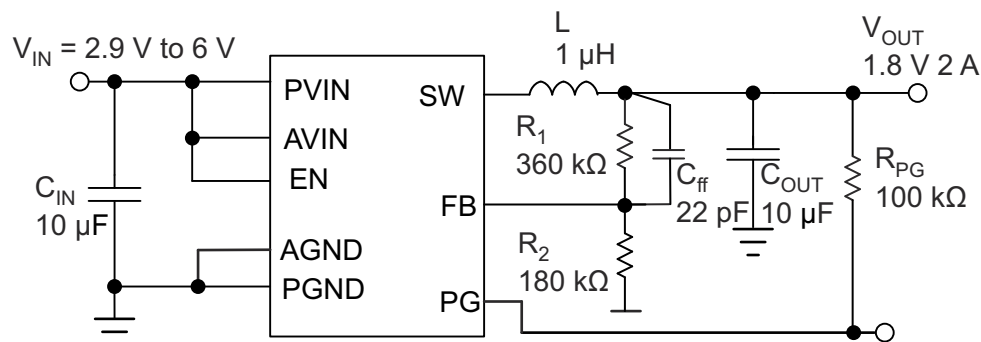 V_IN = 2.9 V to 6 V
L
1 µH
V_OUT
1.8 V 2 A
PVIN
SW
AVIN
EN
R_1
360 kΩ
C_IN
10 µF
FB
C_ff
22 pF
C_OUT
10 µF
R_PG
100 kΩ
AGND
PGND
R_2
180 kΩ
PG